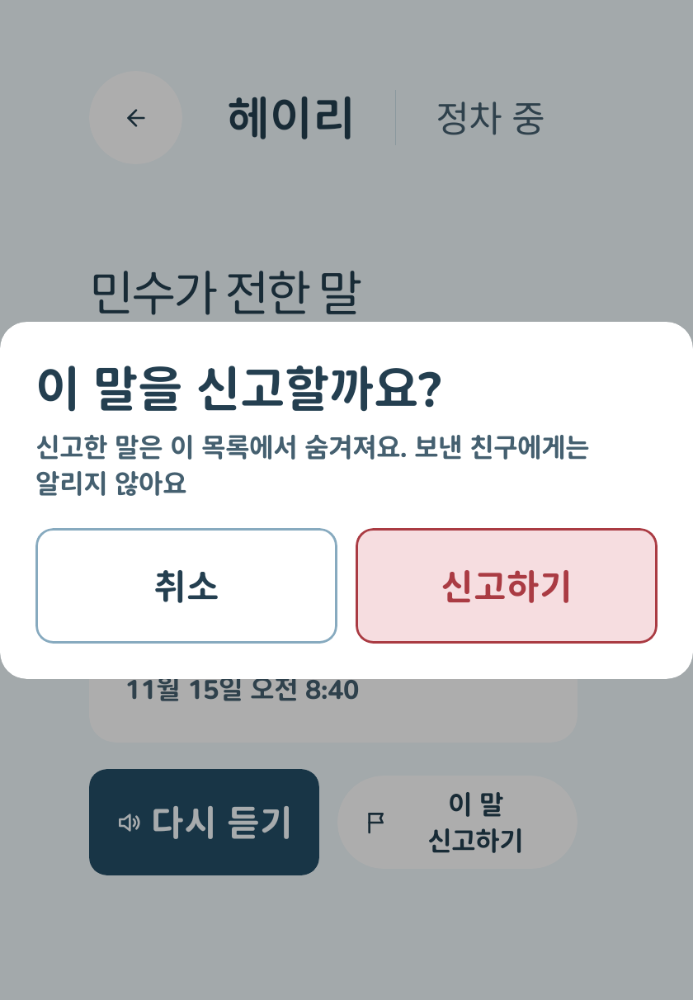 헤이리
정차 중
민수가 전한 말
이 말을 신고할까요?
신고한 말은 이 목록에서 숨겨져요. 보낸 친구에게는
알리지 않아요
취소
신고하기
11월 15일 오전 8:40
다시 듣기
이 말
신고하기